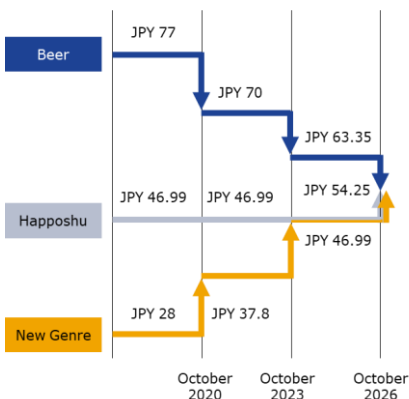 JPY 77
Beer
JPY 70
JPY 63.35
JPY 46.99
JPY 46.99
JPY 54.25
Happoshu
JPY 46.99
JPY 28
JPY 37.8
New Genre
October
2020
October
2023
October
2026